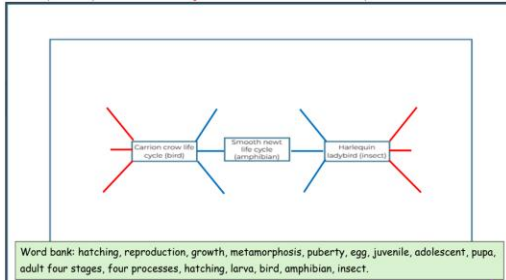 Carrion crow life
cycle (bird)
Smooth newt
life cycle
(amphibian)
Harlequin
ladybird (insect)
Word bank: hatching, reproduction, growth, metamorphosis, puberty, egg, juvenile, adolescent, pupa,
adult four stages, four processes, hatching, larva, bird, amphibian, insect.